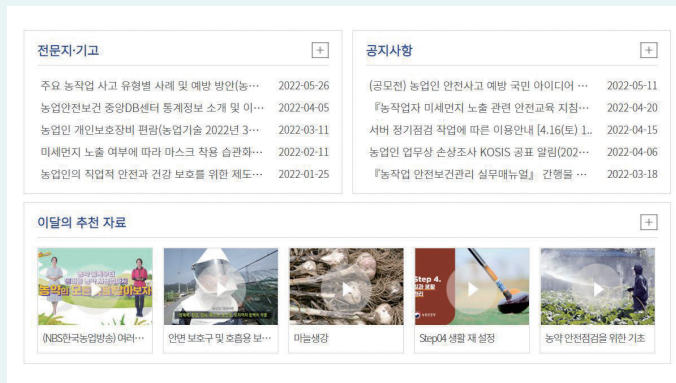 전문지·기고
주요 농작업 사고 유형별 사례 및 예방 방안(농… 2022-05-26
농업안전보건 중앙DB센터 통계정보 소개 및 이… 2022-04-05
농업인 개인보호장비 편람(농업기술 2022년 3… 2022-03-11
미세먼지 노출 여부에 따라 마스크 착용 습관화… 2022-02-11
농업인의 직업적 안전과 건강 보호를 위한 제도… 2022-01-25
공지사항
(공모전) 농업인 안전사고 예방 국민 아이디어 … 2022-05-11
『농작업자 미세먼지 노출 관련 안전교육 지침… 2022-04-20
서버 정기점검 작업에 따른 이용안내 [4.16(토) 1.. 2022-04-15
농업인 업무상 손상조사 KOSIS 공표 알림(202… 2022-04-06
『농작업 안전보건관리 실무매뉴얼』 간행물 … 2022-03-18
이달의 추천 자료
농약의
알아보자
Step 4.
(NBS한국농업방송) 여러…
안면 보호구 및 호흡용 보…
마늘생강
Step04 생활 재 설정
농약 안전점검을 위한 기초